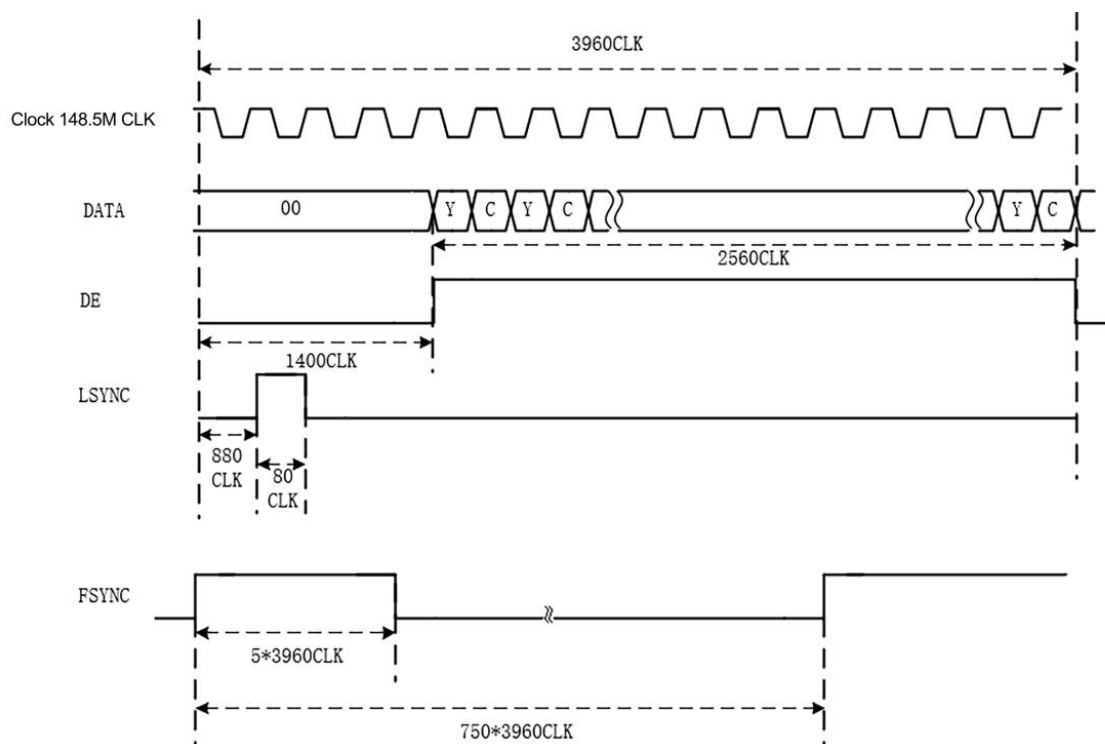 3960CLK
Clock 148.5M CLK
DATA
00
Y
C
Y
C
Y
C
2560CLK
DE
1400CLK
LSYNC
880
CLK
80
CLK
FSYNC
5*3960CLK
750*3960CLK